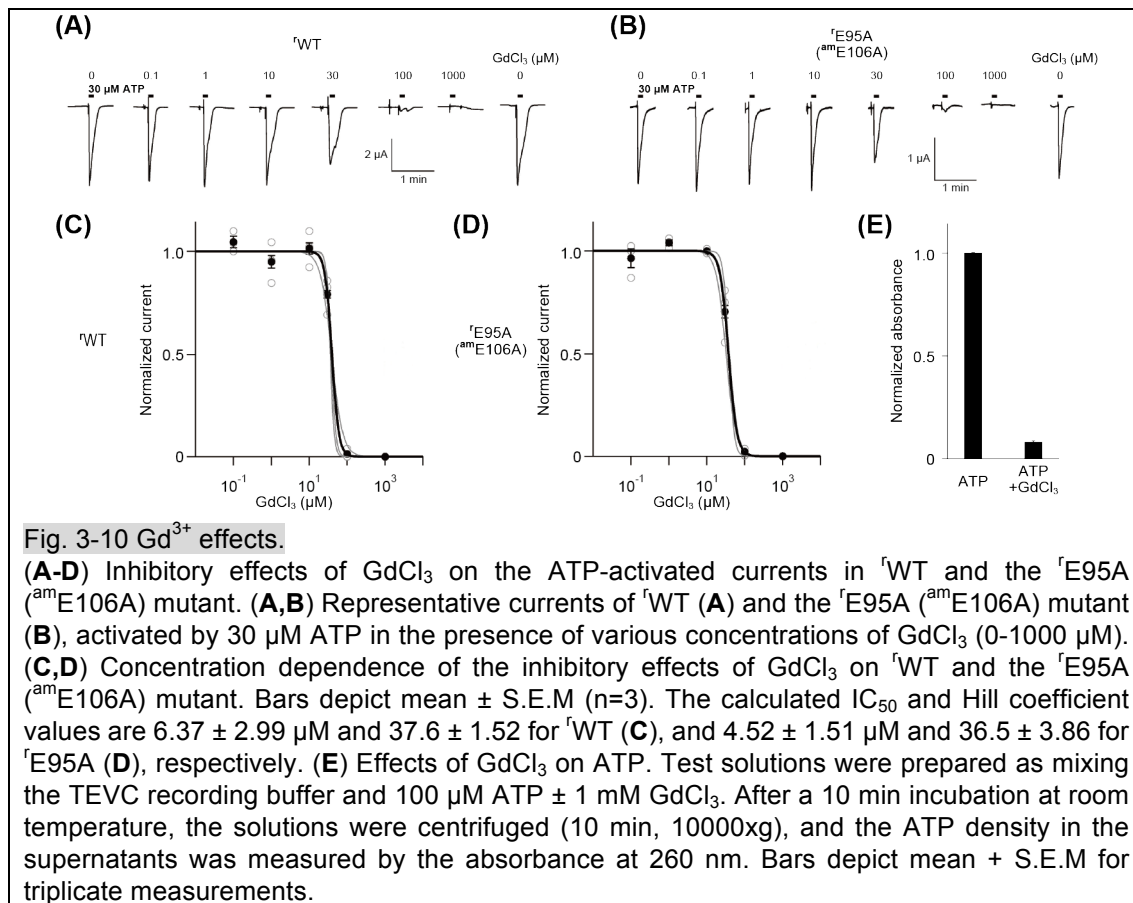 (A)
ʳWT
GdCl₃ (µM)
0 0.1 1 10 30 100 1000 0
30 µM ATP
2 µA
1 min
(B)
ʳE95A
(ᵃᵐE106A)
GdCl₃ (µM)
0 0.1 1 10 30 100 1000 0
30 µM ATP
1 µA
1 min
(C)
ʳWT
Normalized current
1.0
0.5
0
10⁻¹ 10¹ 10³
GdCl₃ (µM)
(D)
ʳE95A
(ᵃᵐE106A)
Normalized current
1.0
0.5
0
10⁻¹ 10¹ 10³
GdCl₃ (µM)
(E)
Normalized absorbance
1.0
0.5
0
ATP
ATP
+GdCl₃
Fig. 3-10 Gd³⁺ effects.
(A-D) Inhibitory effects of GdCl₃ on the ATP-activated currents in ʳWT and the ʳE95A
(ᵃᵐE106A) mutant. (A,B) Representative currents of ʳWT (A) and the ʳE95A (ᵃᵐE106A) mutant
(B), activated by 30 µM ATP in the presence of various concentrations of GdCl₃ (0-1000 µM).
(C,D) Concentration dependence of the inhibitory effects of GdCl₃ on ʳWT and the ʳE95A
(ᵃᵐE106A) mutant. Bars depict mean ± S.E.M (n=3). The calculated IC₅₀ and Hill coefficient
values are 6.37 ± 2.99 µM and 37.6 ± 1.52 for ʳWT (C), and 4.52 ± 1.51 µM and 36.5 ± 3.86 for
ʳE95A (D), respectively. (E) Effects of GdCl₃ on ATP. Test solutions were prepared as mixing
the TEVC recording buffer and 100 µM ATP ± 1 mM GdCl₃. After a 10 min incubation at room
temperature, the solutions were centrifuged (10 min, 10000xg), and the ATP density in the
supernatants was measured by the absorbance at 260 nm. Bars depict mean + S.E.M for
triplicate measurements.